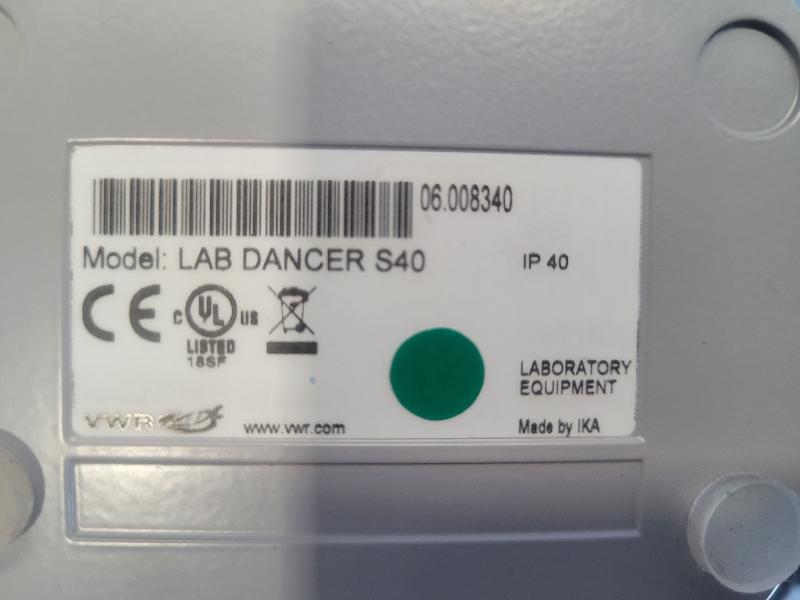 06.008340
Model: LAB DANCER S40
IP 40
CE
C UL US
LISTED
18SF
LABORATORY
EQUIPMENT
VWR
www.vwr.com
Made by IKA